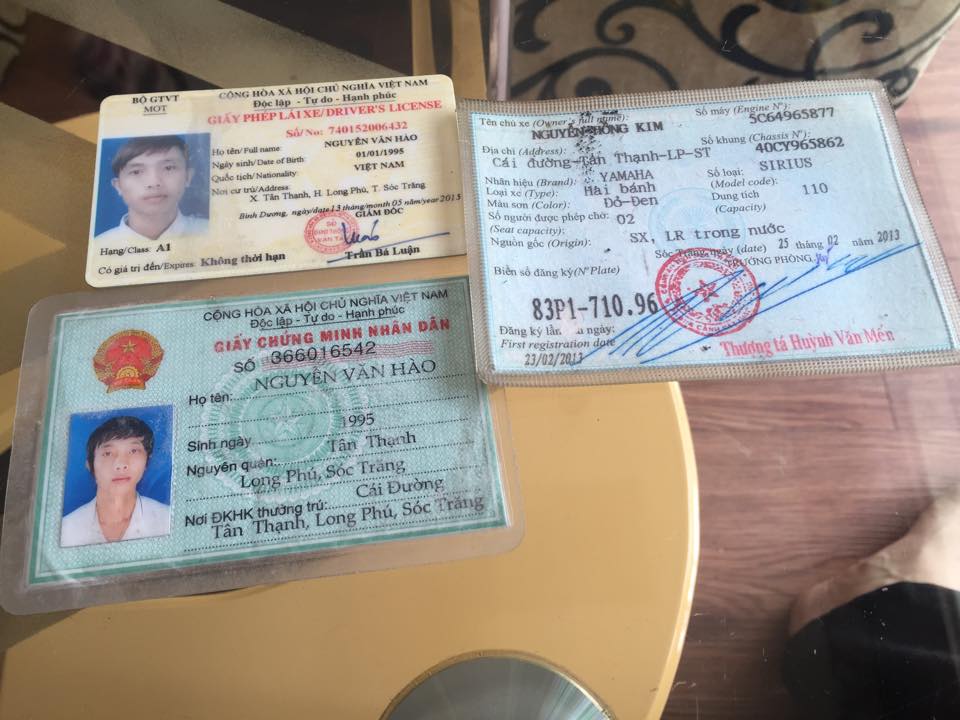 BỘ GTVT
MOT
CỘNG HÒA XÃ HỘI CHỦ NGHĨA VIỆT NAM
Độc lập - Tự do - Hạnh phúc
GIẤY PHÉP LÁI XE/DRIVER'S LICENSE
Số/No: 740152006432
Họ tên/Full name: NGUYỄN VĂN HÀO
Ngày sinh/Date of Birth: 01/01/1995
Quốc tịch/Nationality: VIỆT NAM
Nơi cư trú/Address:
X. Tân Thạnh, H. Long Phú, T. Sóc Trăng
Bình Dương, ngày/date 13 tháng/month 05 năm/year 2013
GIÁM ĐỐC
Hạng/Class: A1
Có giá trị đến/Expires: Không thời hạn
Trần Bá Luận
Tên chủ xe (Owner's full name):
NGUYỄN HỒNG KIM
Số máy (Engine N°):
5C64965877
Địa chỉ (Address):
Số khung (Chassis N°):
40CY965862
Cái đường-Tân Thạnh-LP-ST
Nhãn hiệu (Brand): YAMAHA
Số loại: SIRIUS
(Model code):
Loại xe (Type): Hai bánh
Màu sơn (Color): Đỏ-Đen
Dung tích 110
(Capacity)
Số người được phép chở: 02
(Seat capacity):
Nguồn gốc (Origin): SX, LR trong nước
Sóc Trăng, ngày (date) 25 tháng 02 năm 2013
TRƯỞNG PHÒNG
Biển số đăng ký (N°Plate)
83P1-710.96
Đăng ký lần ngày:
First registration date
23/02/2013
Thượng tá Huỳnh Văn Mến
CỘNG HÒA XÃ HỘI CHỦ NGHĨA VIỆT NAM
Độc lập - Tự do - Hạnh phúc
GIẤY CHỨNG MINH NHÂN DÂN
SỐ 366016542
Họ tên: NGUYỄN VĂN HÀO
Sinh ngày 1995
Nguyên quán: Tân Thạnh
Long Phú, Sóc Trăng
Nơi ĐKHK thường trú: Cái Đường
Tân Thạnh, Long Phú, Sóc Trăng